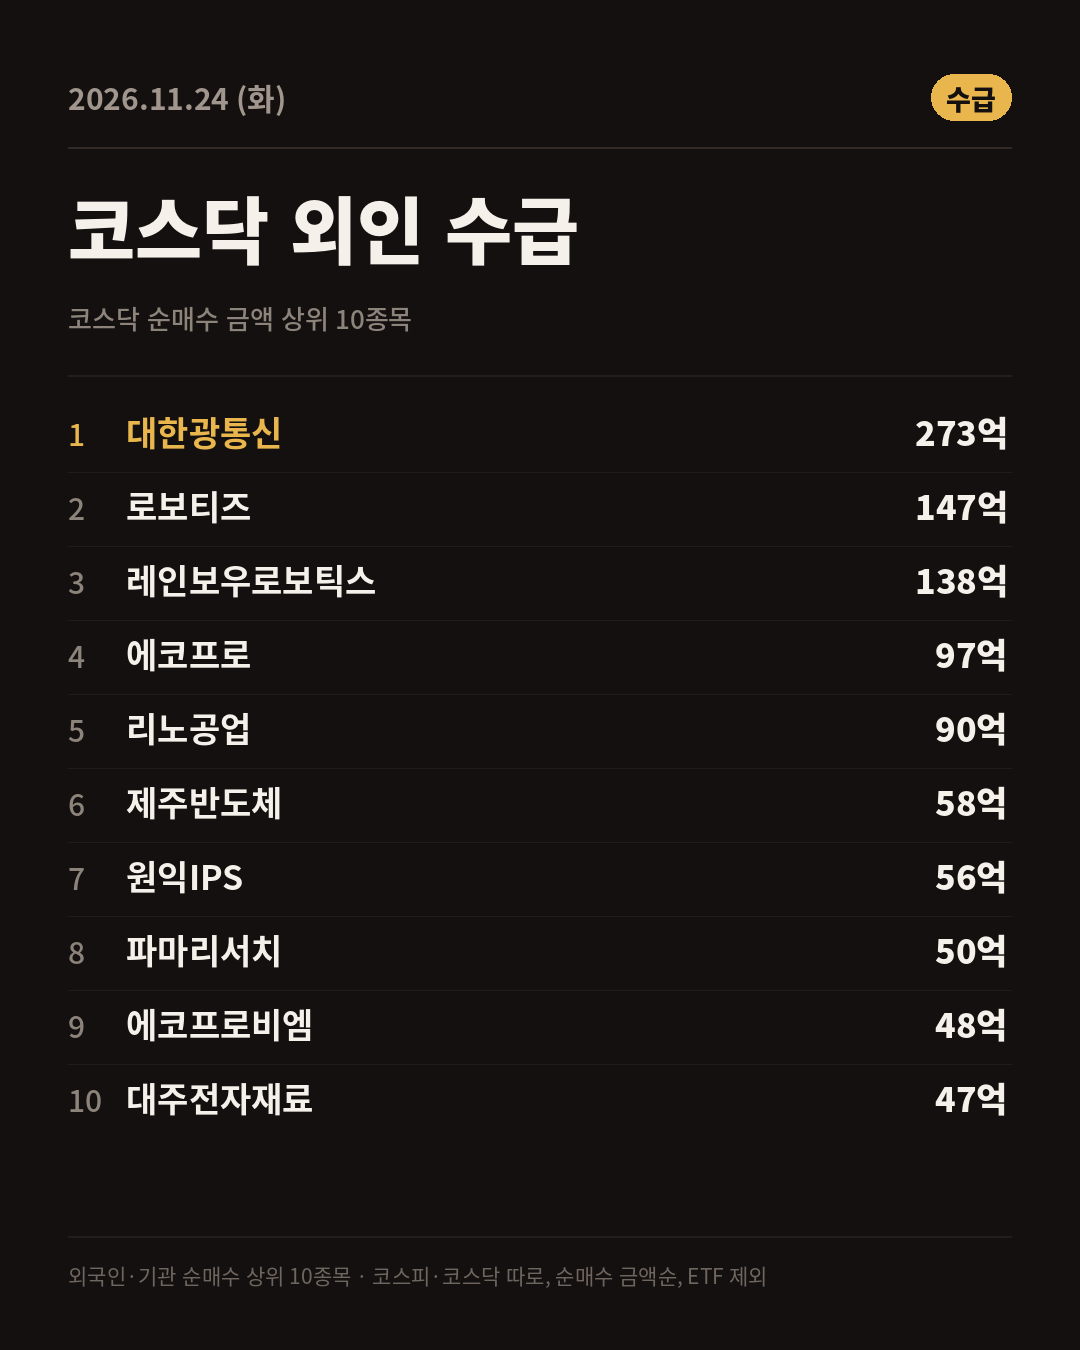 2026.11.24 (화)
수급
코스닥 외인 수급
코스닥 순매수 금액 상위 10종목
1 대한광통신 273억
2 로보티즈 147억
3 레인보우로보틱스 138억
4 에코프로 97억
5 리노공업 90억
6 제주반도체 58억
7 원익IPS 56억
8 파마리서치 50억
9 에코프로비엠 48억
10 대주전자재료 47억
외국인·기관 순매수 상위 10종목 · 코스피·코스닥 따로, 순매수 금액순, ETF 제외